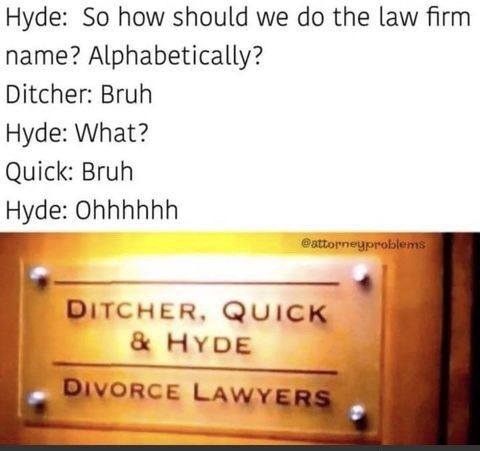 Hyde: So how should we do the law firm
name? Alphabetically?
Ditcher: Bruh
Hyde: What?
Quick: Bruh
Hyde: Ohhhhhh
@attorneyproblems
DITCHER, QUICK
& HYDE
DIVORCE LAWYERS